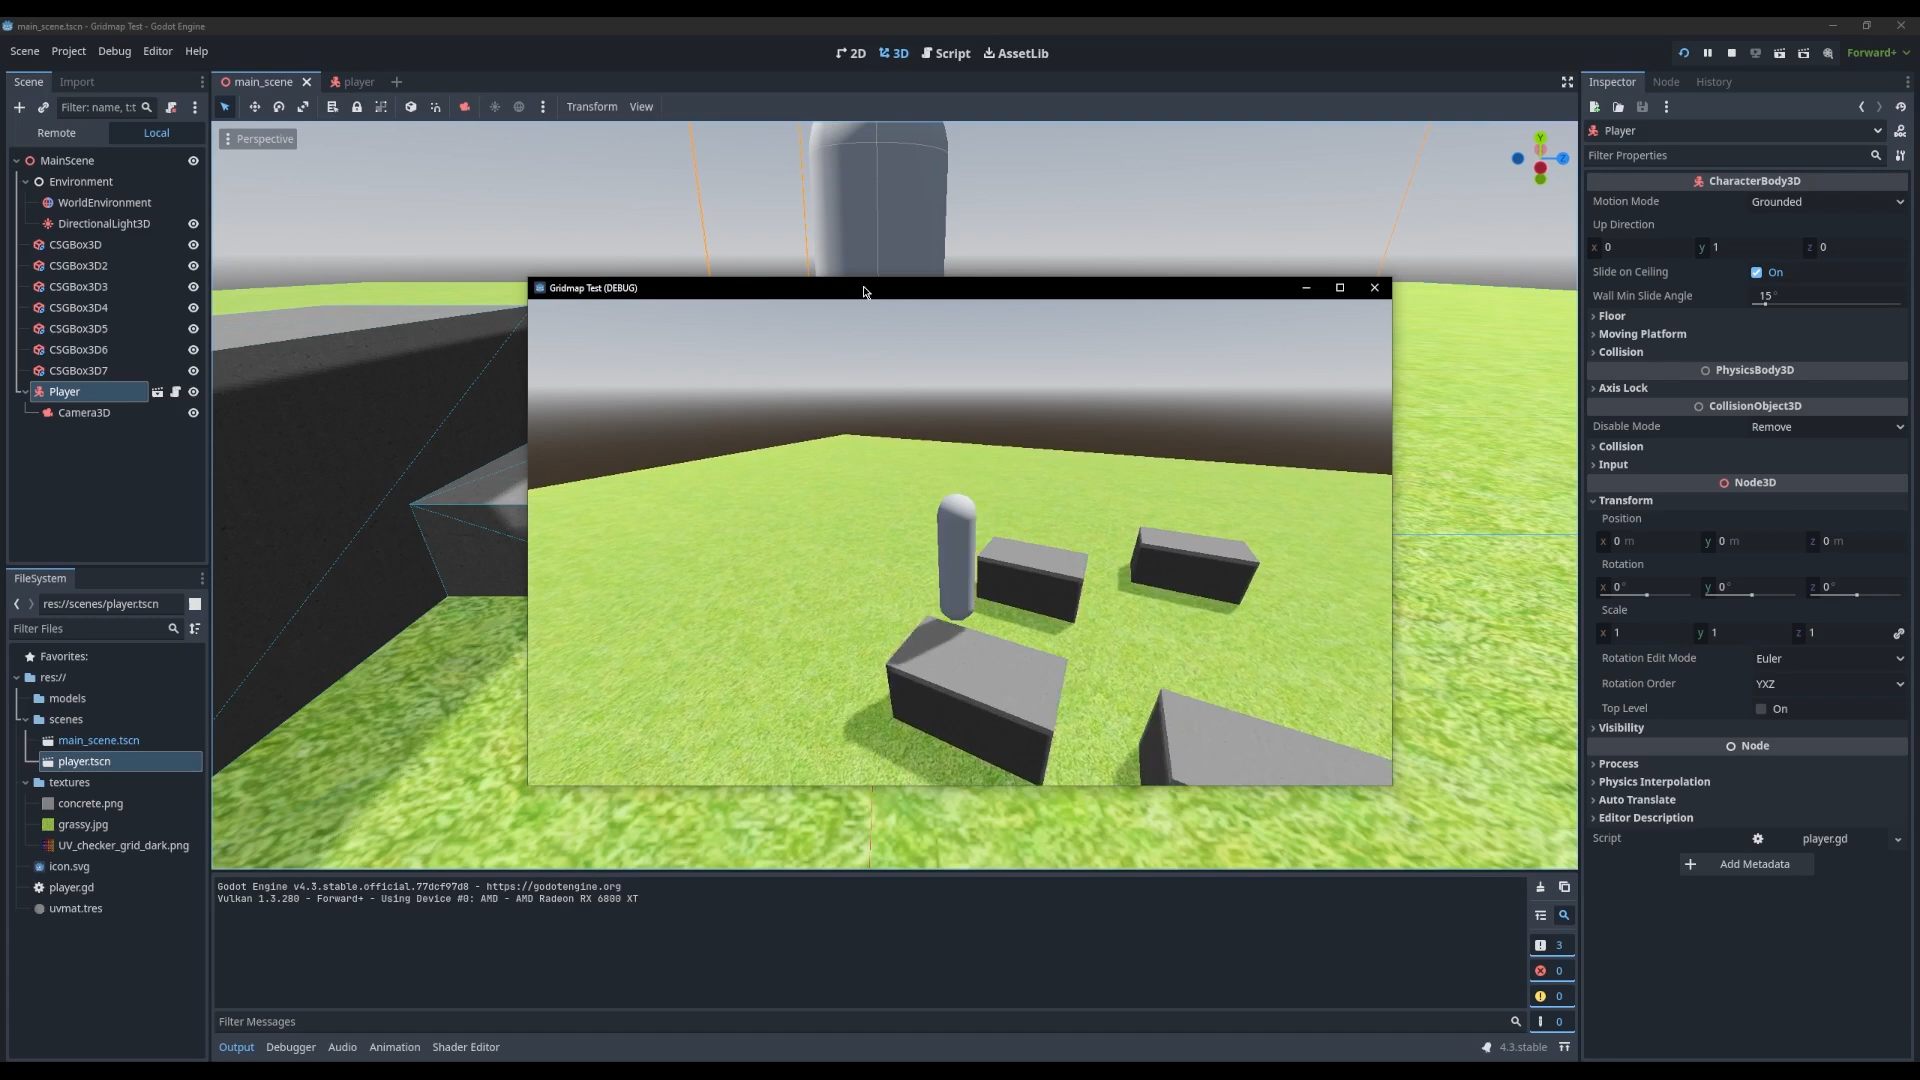 main_scene.tscn - Gridmap Test - Godot Engine
Scene Project Debug Editor Help
2D 3D Script AssetLib
Forward+
Scene Import
main_scene player
Inspector Node History
Filter: name, t:t
Transform View
Remote Local
Perspective
Y
Z
Player
Filter Properties
MainScene
Environment
WorldEnvironment
DirectionalLight3D
CSGBox3D
CSGBox3D2
CSGBox3D3
CSGBox3D4
CSGBox3D5
CSGBox3D6
CSGBox3D7
Player
Camera3D
Gridmap Test (DEBUG)
CharacterBody3D
Motion Mode Grounded
Up Direction
x 0 y 1 z 0
Slide on Ceiling On
Wall Min Slide Angle 15 °
Floor
Moving Platform
Collision
PhysicsBody3D
Axis Lock
CollisionObject3D
Disable Mode Remove
Collision
Input
Node3D
Transform
Position
x 0 m y 0 m z 0 m
Rotation
x 0 ° y 0 ° z 0 °
Scale
x 1 y 1 z 1
Rotation Edit Mode Euler
Rotation Order YXZ
Top Level On
Visibility
Node
Process
Physics Interpolation
Auto Translate
Editor Description
Script player.gd
Add Metadata
FileSystem
res://scenes/player.tscn
Filter Files
Favorites:
res://
models
scenes
main_scene.tscn
player.tscn
textures
concrete.png
grassy.jpg
UV_checker_grid_dark.png
icon.svg
player.gd
uvmat.tres
Godot Engine v4.3.stable.official.77dcf97d8 - https://godotengine.org
Vulkan 1.3.280 - Forward+ - Using Device #0: AMD - AMD Radeon RX 6800 XT
3
0
0
0
Filter Messages
Output Debugger Audio Animation Shader Editor
4.3.stable